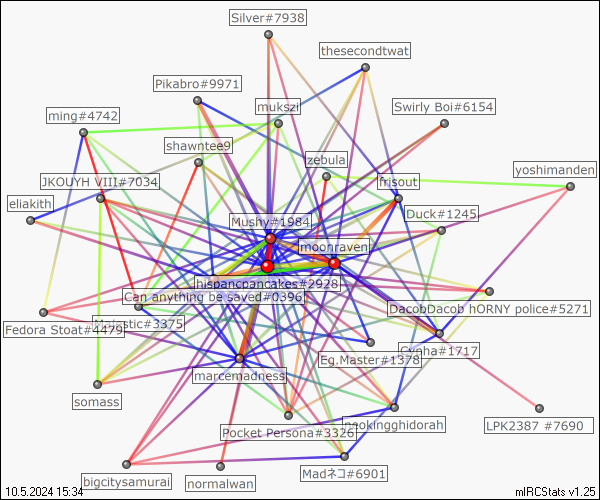 Silver#7938
thesecondtwat
Pikabro#9971
mukszi
Swirly Boi#6154
ming#4742
shawntee9
zebula
yoshimanden
JKOUYH VIII#7034
frisout
eliakith
Mushy#1984
Duck#1245
moonraven
hispancpancakes#2928
Can anything be saved#0396
DacobDacob hORNY police#5271
Fedora Stoat#4479
Majestic#3375
Eg.Master#1378
Cynha#1717
marcemadness
somass
Pocket Persona#3326
nookingghidorah
LPK2387 #7690
Madネコ#6901
bigcitysamurai
normalwan
10.5.2024 15:34
mIRCStats v1.25